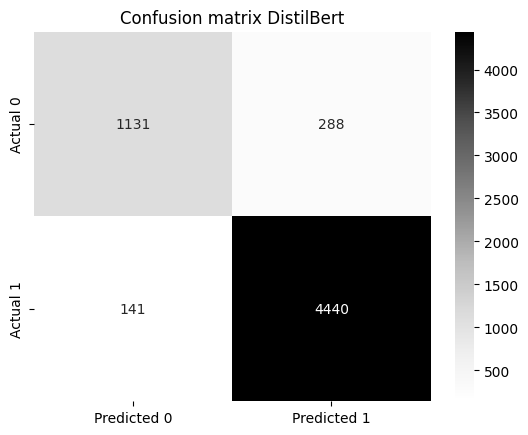 Confusion matrix DistilBert
Actual 0
1131
288
Actual 1
141
4440
Predicted 0
Predicted 1
4000
3500
3000
2500
2000
1500
1000
500